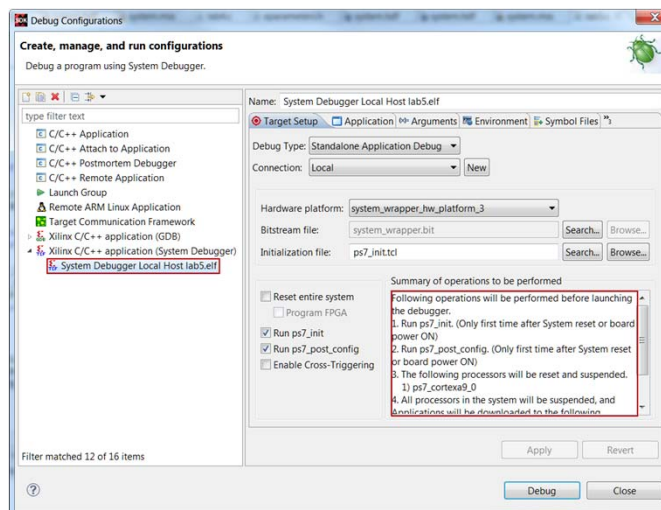 SDK Debug Configurations
Create, manage, and run configurations
Debug a program using System Debugger.
type filter text
C/C++ Application
C/C++ Attach to Application
C/C++ Postmortem Debugger
C/C++ Remote Application
Launch Group
Remote ARM Linux Application
Target Communication Framework
Xilinx C/C++ application (GDB)
Xilinx C/C++ application (System Debugger)
System Debugger Local Host lab5.elf
Filter matched 12 of 16 items
Name: System Debugger Local Host lab5.elf
Target Setup Application Arguments Environment Symbol Files »1
Debug Type: Standalone Application Debug
Connection: Local New
Hardware platform: system_wrapper_hw_platform_3
Bitstream file: system_wrapper.bit Search... Browse...
Initialization file: ps7_init.tcl Search... Browse...
Reset entire system
Program FPGA
Run ps7_init
Run ps7_post_config
Enable Cross-Triggering
Summary of operations to be performed
Following operations will be performed before launching
the debugger.
1. Run ps7_init. (Only first time after System reset or board
power ON)
2. Run ps7_post_config. (Only first time after System reset
or board power ON)
3. The following processors will be reset and suspended.
1) ps7_cortexa9_0
4. All processors in the system will be suspended, and
Applications will be downloaded to the following
Apply Revert
Debug Close